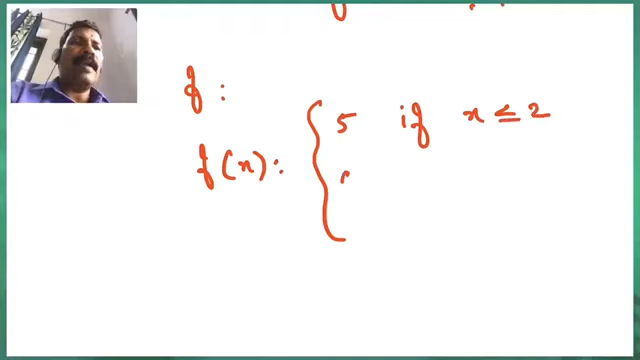 f :
5 if x ≤ 2
f(x) : {